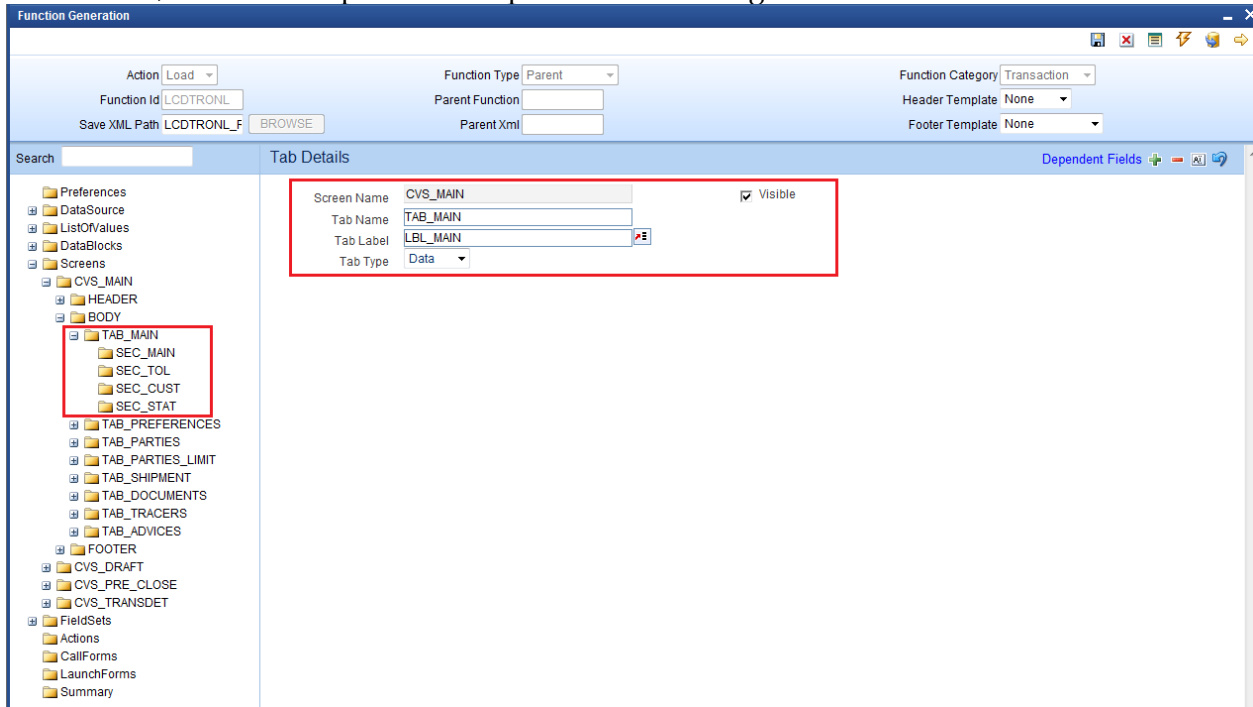 Function Generation
Action Load Function Type Parent Function Category Transaction
Function Id LCDTRONL Parent Function Header Template None
Save XML Path LCDTRONL_F BROWSE Parent Xml Footer Template None
Search Tab Details Dependent Fields
Preferences
DataSource
ListOfValues
DataBlocks
Screens
CVS_MAIN
HEADER
BODY
TAB_MAIN
SEC_MAIN
SEC_TOL
SEC_CUST
SEC_STAT
TAB_PREFERENCES
TAB_PARTIES
TAB_PARTIES_LIMIT
TAB_SHIPMENT
TAB_DOCUMENTS
TAB_TRACERS
TAB_ADVICES
FOOTER
CVS_DRAFT
CVS_PRE_CLOSE
CVS_TRANSDET
FieldSets
Actions
CallForms
LaunchForms
Summary
Screen Name CVS_MAIN Visible
Tab Name TAB_MAIN
Tab Label LBL_MAIN
Tab Type Data